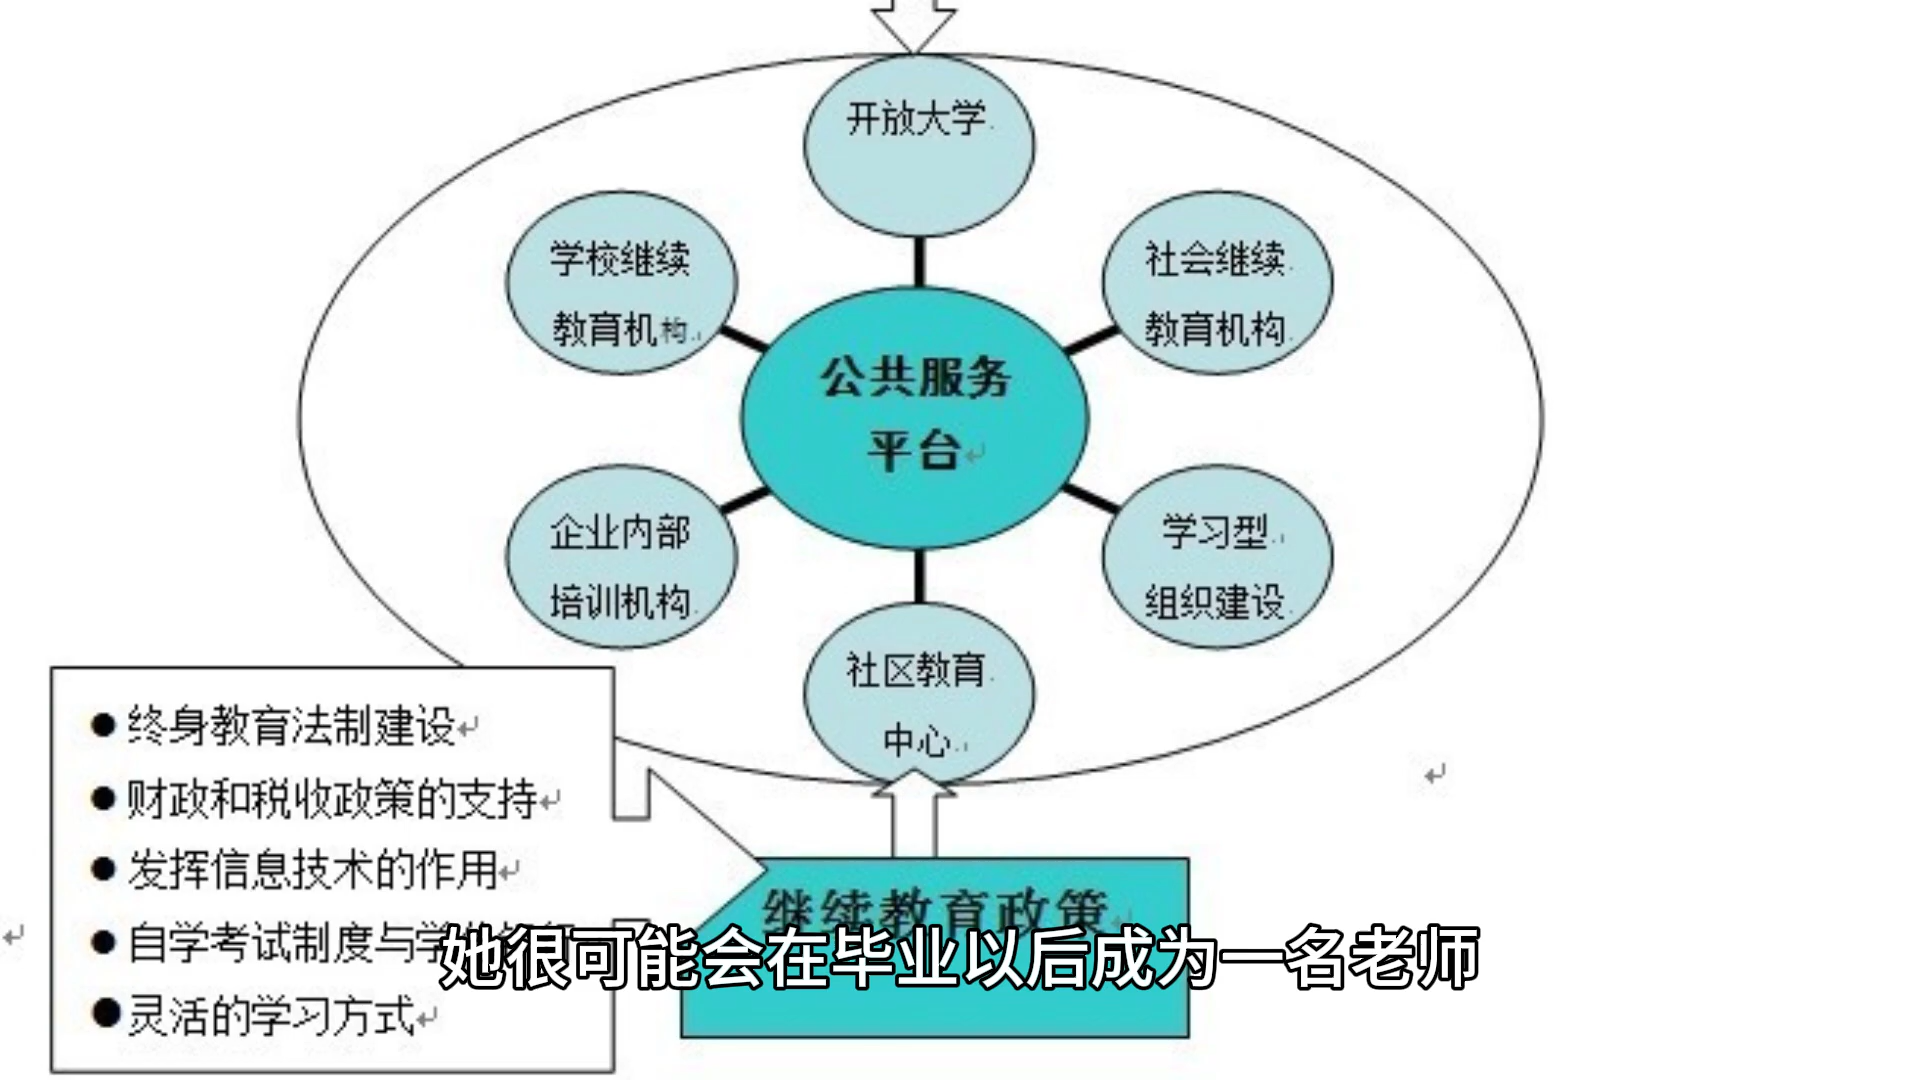 开放大学
学校继续
教育机构
社会继续
教育机构
公共服务
平台
企业内部
培训机构
学习型
组织建设
社区教育
中心
终身教育法制建设
财政和税收政策的支持
发挥信息技术的作用
自学考试制度与学
灵活的学习方式
继续教育政策
她很可能会在毕业以后成为一名老师